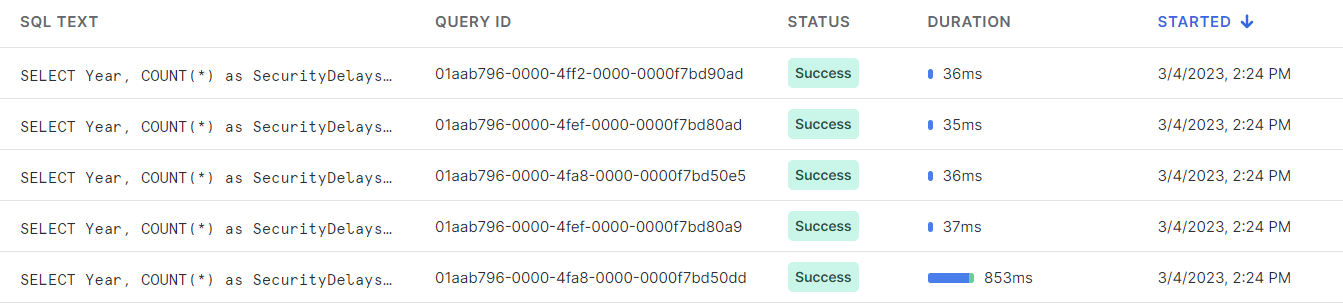 SQL TEXT QUERY ID STATUS DURATION STARTED
SELECT Year, COUNT(*) as SecurityDelays… 01aab796-0000-4ff2-0000-0000f7bd90ad Success 36ms 3/4/2023, 2:24 PM
SELECT Year, COUNT(*) as SecurityDelays… 01aab796-0000-4fef-0000-0000f7bd80ad Success 35ms 3/4/2023, 2:24 PM
SELECT Year, COUNT(*) as SecurityDelays… 01aab796-0000-4fa8-0000-0000f7bd50e5 Success 36ms 3/4/2023, 2:24 PM
SELECT Year, COUNT(*) as SecurityDelays… 01aab796-0000-4fef-0000-0000f7bd80a9 Success 37ms 3/4/2023, 2:24 PM
SELECT Year, COUNT(*) as SecurityDelays… 01aab796-0000-4fa8-0000-0000f7bd50dd Success 853ms 3/4/2023, 2:24 PM